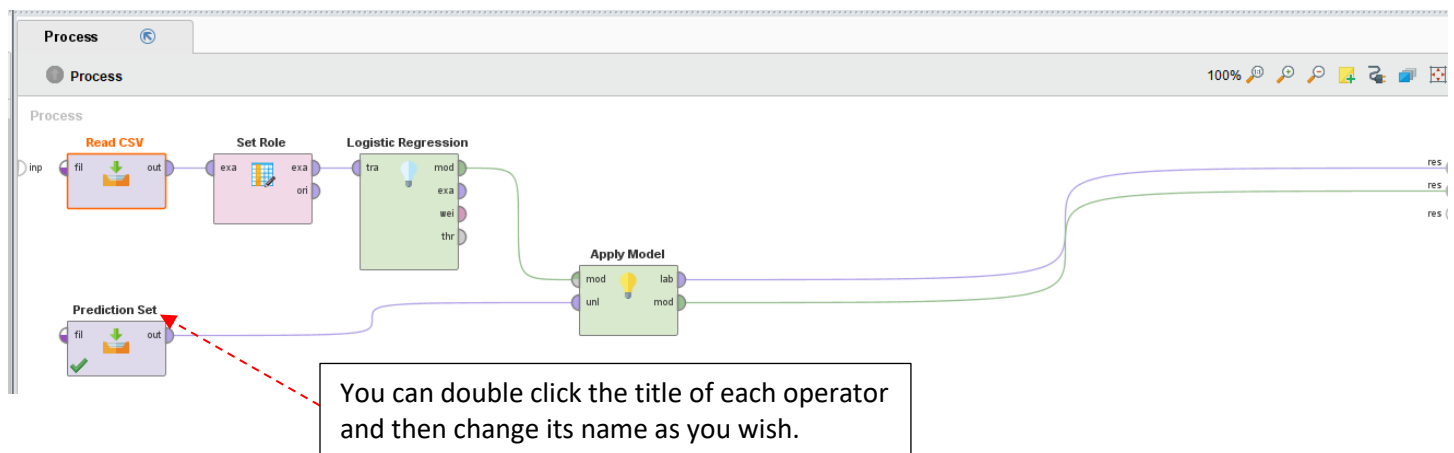 Process
Process
100%
Process
Read CSV
Set Role
Logistic Regression
inp
fil
out
exa
exa
ori
tra
mod
exa
wei
thr
res
res
res
Apply Model
mod
lab
unl
mod
Prediction Set
fil
out
You can double click the title of each operator
and then change its name as you wish.